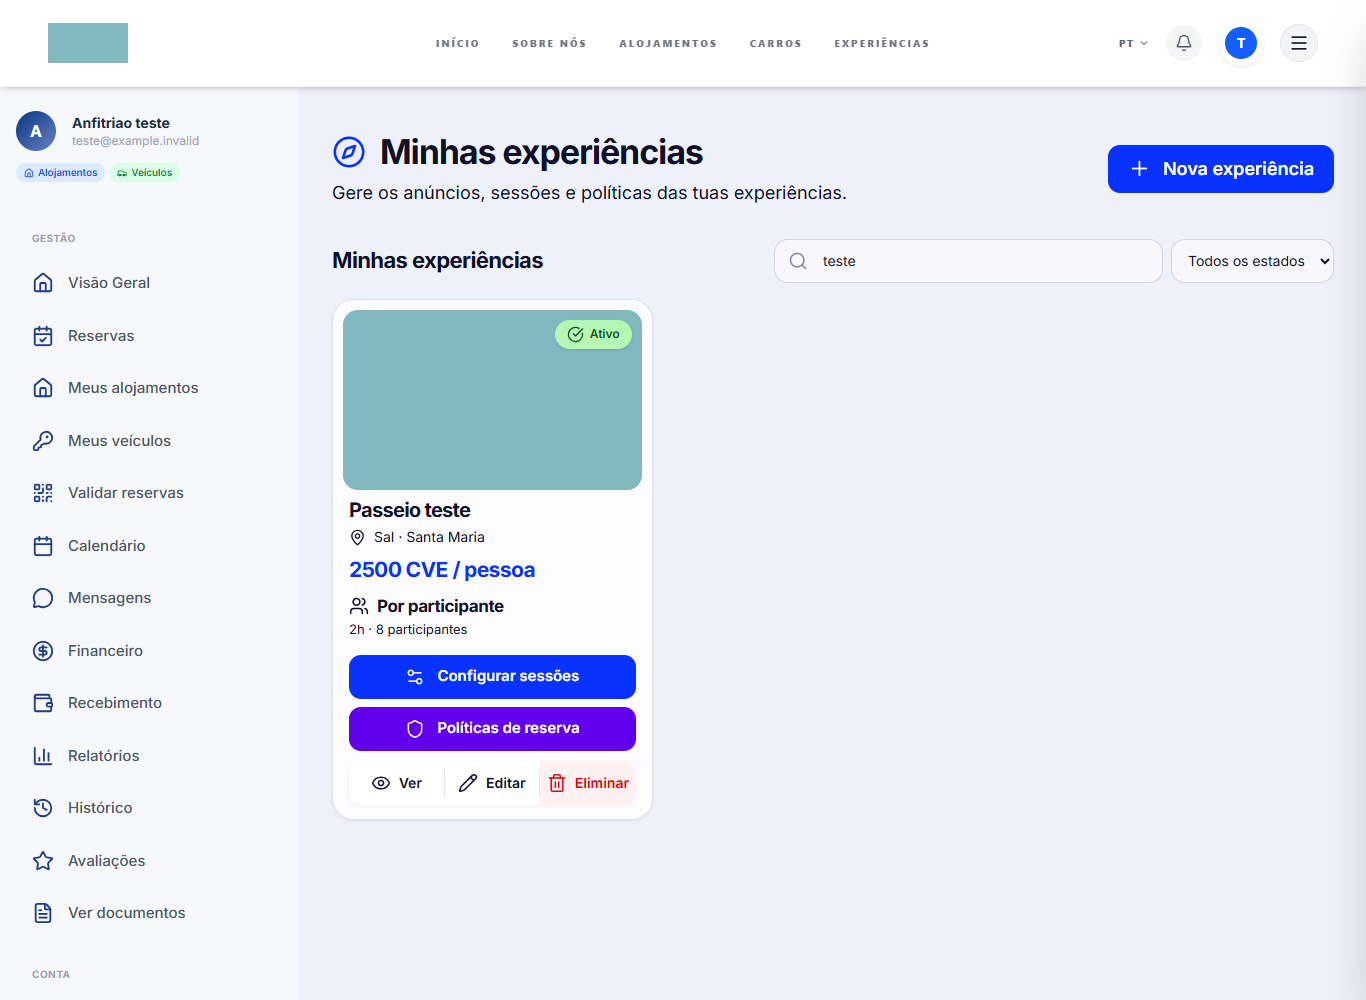 INÍCIO
SOBRE NÓS
ALOJAMENTOS
CARROS
EXPERIÊNCIAS
PT
T
A
Anfitriao teste
teste@example.invalid
Alojamentos
Veículos
GESTÃO
Visão Geral
Reservas
Meus alojamentos
Meus veículos
Validar reservas
Calendário
Mensagens
Financeiro
Recebimento
Relatórios
Histórico
Avaliações
Ver documentos
CONTA
Minhas experiências
Gere os anúncios, sessões e políticas das tuas experiências.
Nova experiência
Minhas experiências
teste
Todos os estados
Ativo
Passeio teste
Sal · Santa Maria
2500 CVE / pessoa
Por participante
2h · 8 participantes
Configurar sessões
Políticas de reserva
Ver
Editar
Eliminar